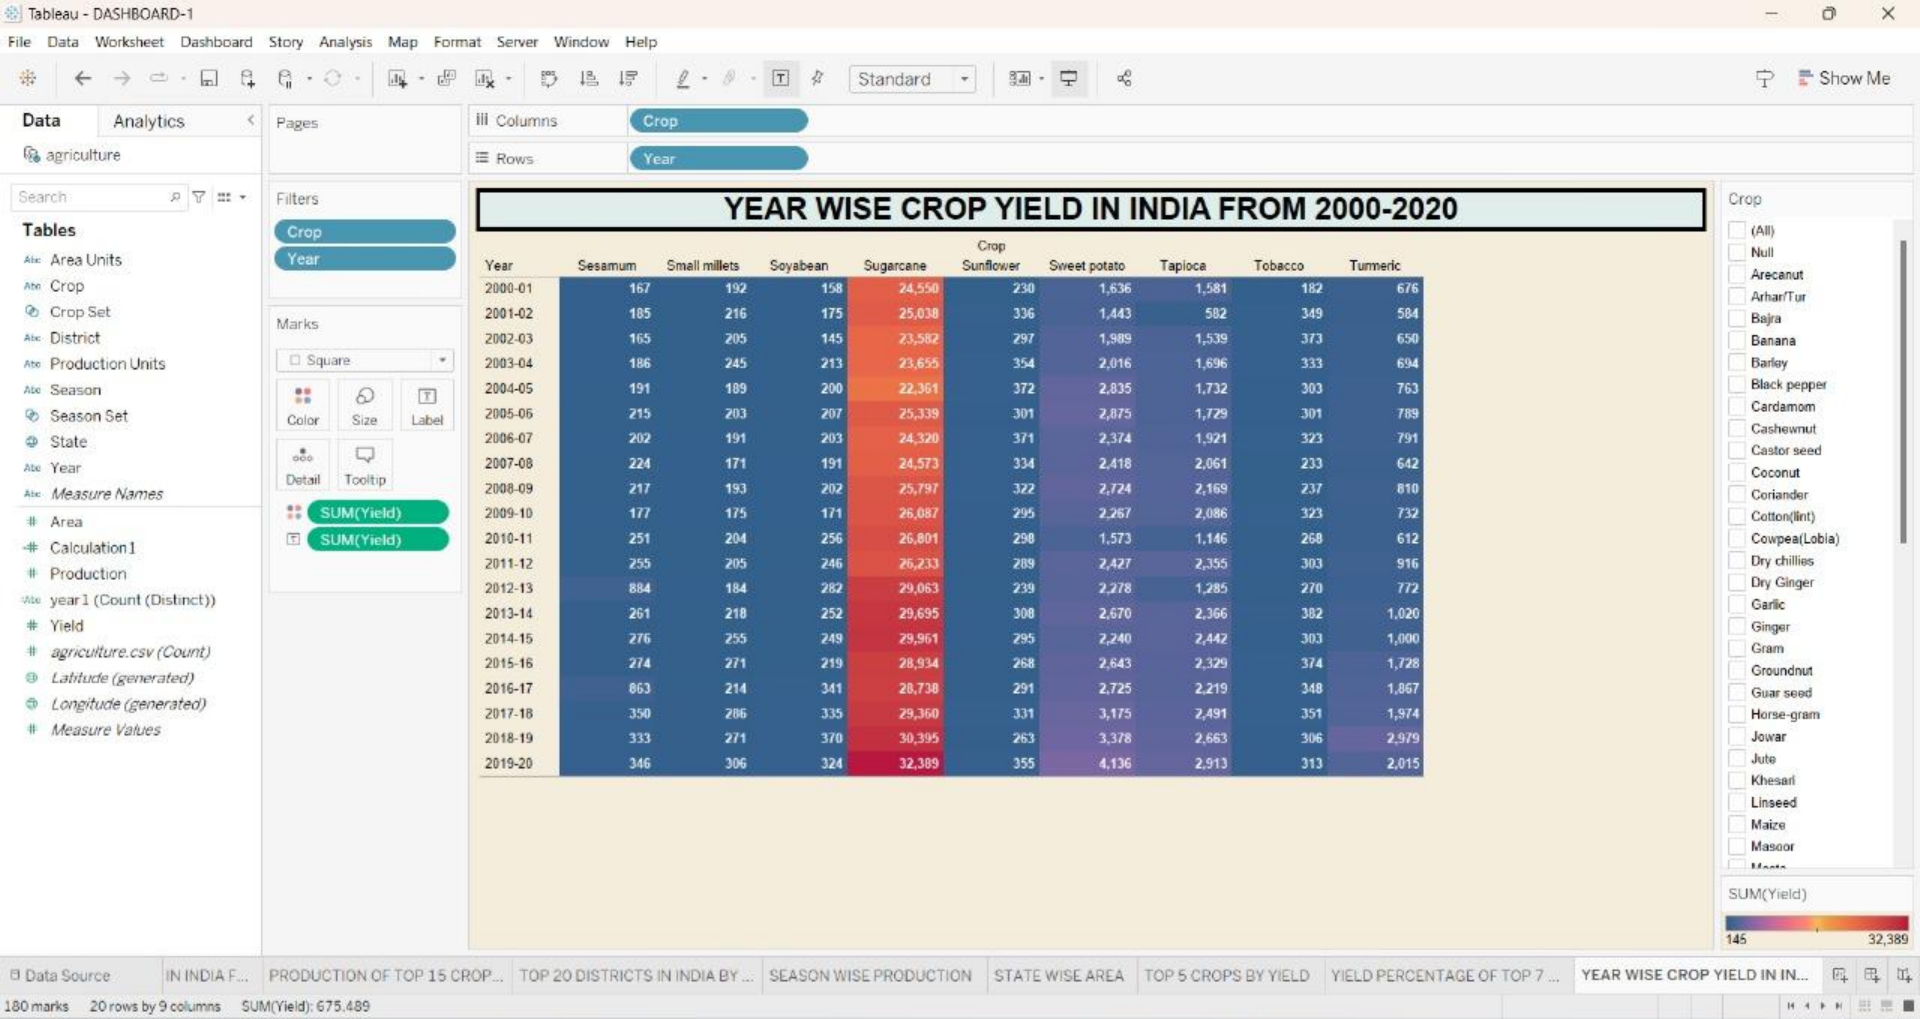 Tableau - DASHBOARD-1
File Data Worksheet Dashboard Story Analysis Map Format Server Window Help
Standard
Show Me
Data Analytics
agriculture
Search
Tables
Area Units
Crop
Crop Set
District
Production Units
Season
Season Set
State
Year
Measure Names
Area
Calculation1
Production
year1 (Count (Distinct))
Yield
agriculture.csv (Count)
Latitude (generated)
Longitude (generated)
Measure Values
Pages
Filters
Crop
Year
Marks
Square
Color Size Label
Detail Tooltip
SUM(Yield)
SUM(Yield)
Columns Crop
Rows Year
YEAR WISE CROP YIELD IN INDIA FROM 2000-2020
Crop
Year Sesamum Small millets Soyabean Sugarcane Sunflower Sweet potato Tapioca Tobacco Turmeric
2000-01 167 192 158 24,550 230 1,636 1,581 182 676
2001-02 185 216 175 25,038 336 1,443 582 349 584
2002-03 165 205 145 23,582 297 1,989 1,539 373 650
2003-04 186 245 213 23,655 354 2,016 1,696 333 694
2004-05 191 189 200 22,361 372 2,835 1,732 303 763
2005-06 215 203 207 25,339 301 2,875 1,729 301 789
2006-07 202 191 203 24,320 371 2,374 1,921 323 791
2007-08 224 171 191 24,573 334 2,418 2,061 233 642
2008-09 217 193 202 25,797 322 2,724 2,169 237 810
2009-10 177 175 171 26,087 295 2,267 2,086 323 732
2010-11 251 204 256 26,801 298 1,573 1,146 268 612
2011-12 255 205 246 26,233 289 2,427 2,355 303 916
2012-13 884 184 282 29,063 239 2,278 1,285 270 772
2013-14 261 218 252 29,695 308 2,670 2,366 382 1,020
2014-15 276 255 249 29,961 295 2,240 2,442 303 1,000
2015-16 274 271 219 28,934 268 2,643 2,329 374 1,728
2016-17 863 214 341 28,738 291 2,725 2,219 348 1,867
2017-18 350 286 335 29,360 331 3,175 2,491 351 1,974
2018-19 333 271 370 30,395 263 3,378 2,663 306 2,979
2019-20 346 306 324 32,389 355 4,136 2,913 313 2,015
Crop
(All)
Null
Arecanut
Arhar/Tur
Bajra
Banana
Barley
Black pepper
Cardamom
Cashewnut
Castor seed
Coconut
Coriander
Cotton(lint)
Cowpea(Lobia)
Dry chillies
Dry Ginger
Garlic
Ginger
Gram
Groundnut
Guar seed
Horse-gram
Jowar
Jute
Khesari
Linseed
Maize
Masoor
SUM(Yield)
145 32,389
Data Source IN INDIA F... PRODUCTION OF TOP 15 CROP... TOP 20 DISTRICTS IN INDIA BY ... SEASON WISE PRODUCTION STATE WISE AREA TOP 5 CROPS BY YIELD YIELD PERCENTAGE OF TOP 7 ... YEAR WISE CROP YIELD IN IN...
180 marks 20 rows by 9 columns SUM(Yield): 675,489